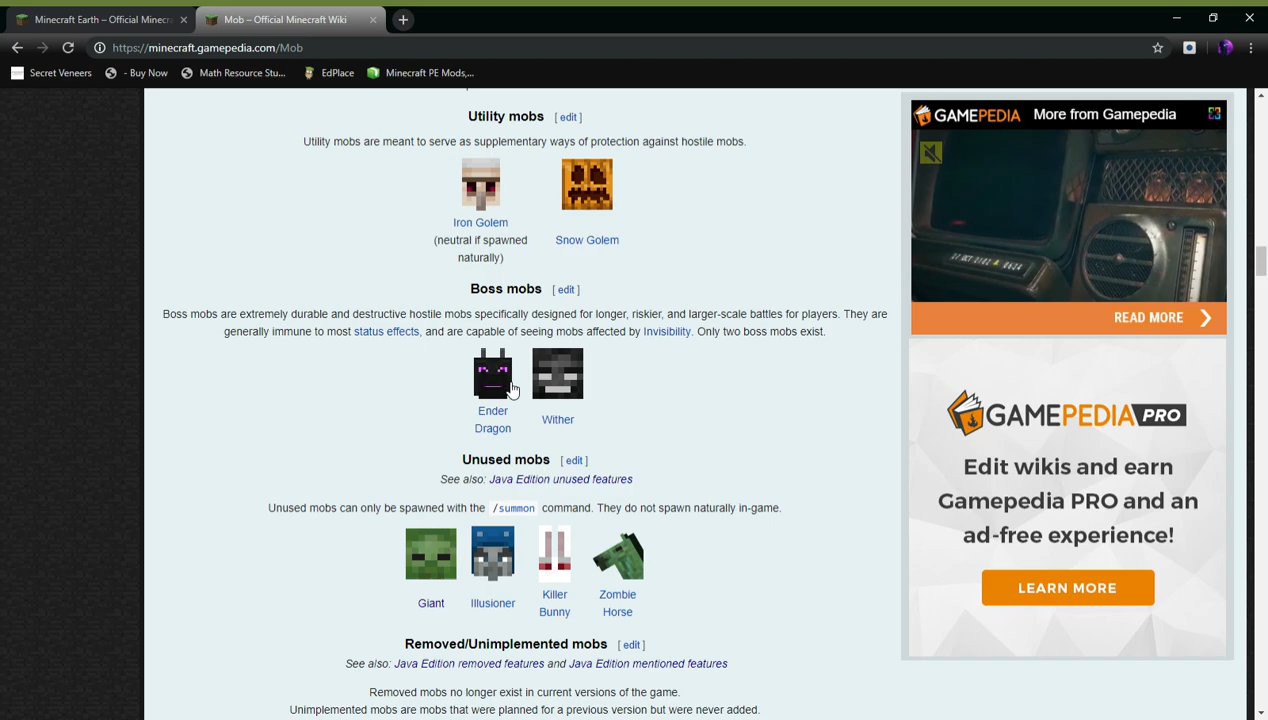 Minecraft Earth – Official Minecr
Mob – Official Minecraft Wiki
https://minecraft.gamepedia.com/Mob
Secret Veneers
- Buy Now
Math Resource Stu...
EdPlace
Minecraft PE Mods,...
Utility mobs [ edit ]
Utility mobs are meant to serve as supplementary ways of protection against hostile mobs.
Iron Golem
(neutral if spawned
naturally)
Snow Golem
Boss mobs [ edit ]
Boss mobs are extremely durable and destructive hostile mobs specifically designed for longer, riskier, and larger-scale battles for players. They are
generally immune to most status effects, and are capable of seeing mobs affected by Invisibility. Only two boss mobs exist.
Ender
Dragon
Wither
Unused mobs [ edit ]
See also: Java Edition unused features
Unused mobs can only be spawned with the /summon command. They do not spawn naturally in-game.
Giant
Illusioner
Killer
Bunny
Zombie
Horse
Removed/Unimplemented mobs [ edit ]
See also: Java Edition removed features and Java Edition mentioned features
Removed mobs no longer exist in current versions of the game.
Unimplemented mobs are mobs that were planned for a previous version but were never added.
GAMEPEDIA More from Gamepedia
READ MORE
GAMEPEDIA PRO
Edit wikis and earn
Gamepedia PRO and an
ad-free experience!
LEARN MORE